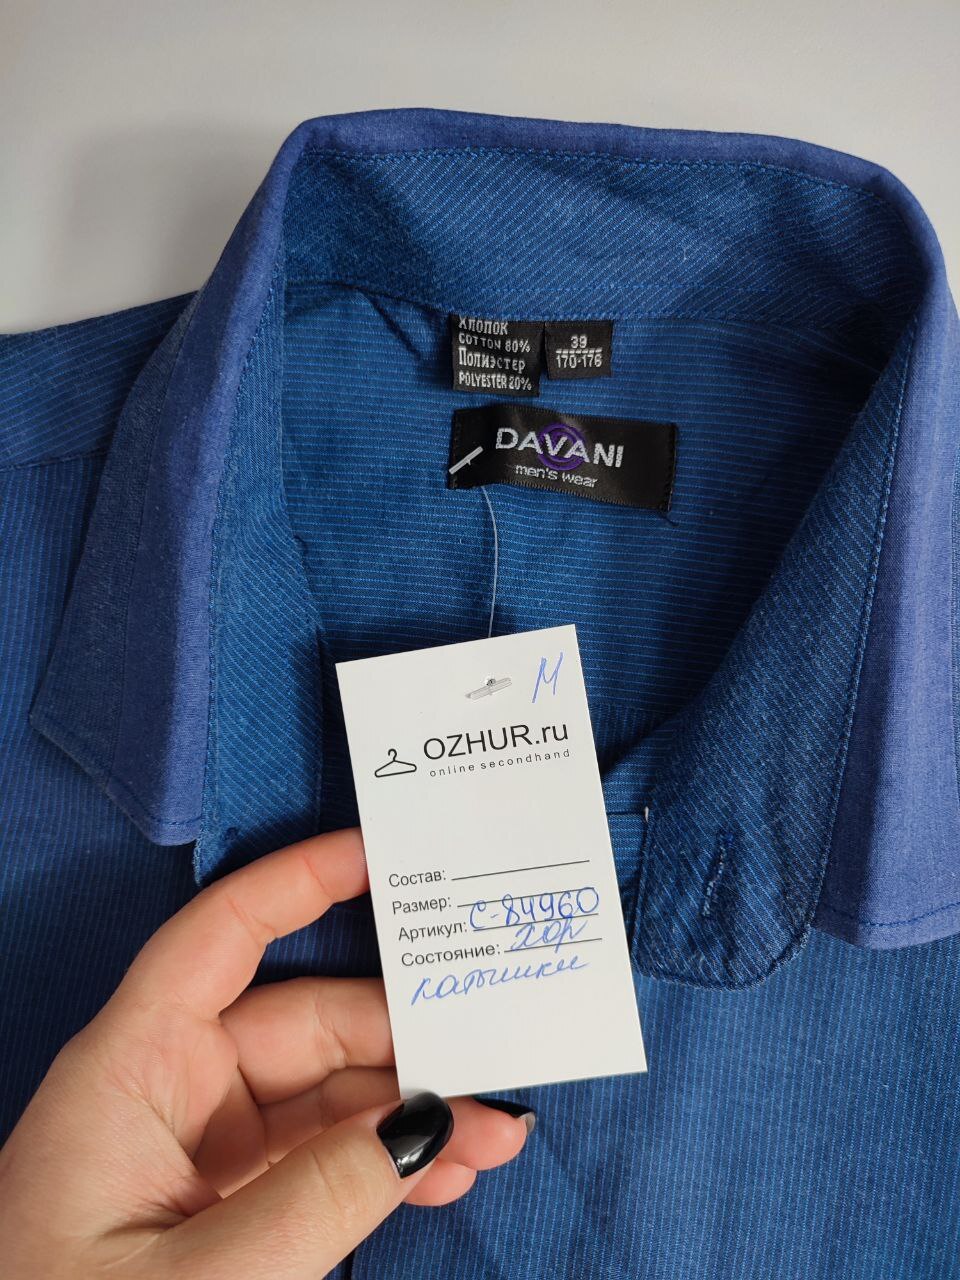 Хлопок
COTTON 80%
Полиэстер
POLYESTER 20%
39
170-176
DAVANI
men's wear
M
OZHUR.ru
online secondhand
Состав:
Размер:
Артикул: С-84960
Состояние: хор
катышки